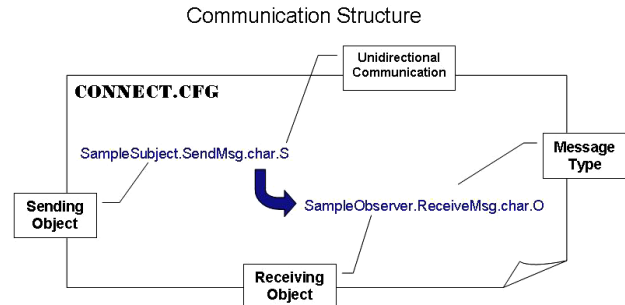 Communication Structure
Unidirectional
Communication
CONNECT.CFG
SampleSubject.SendMsg.char.S
Message
Type
Sending
Object
SampleObserver.ReceiveMsg.char.O
Receiving
Object